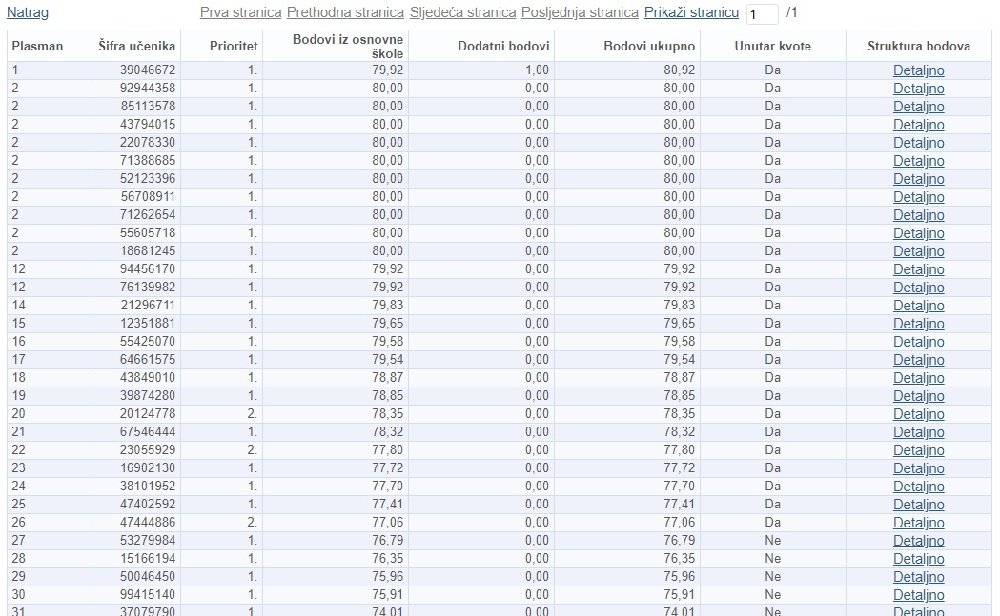 Natrag Prva stranica Prethodna stranica Sljedeća stranica Posljednja stranica Prikaži stranicu 1 /1
Plasman Šifra učenika Prioritet Bodovi iz osnovne škole Dodatni bodovi Bodovi ukupno Unutar kvote Struktura bodova
1 39046672 1. 79,92 1,00 80,92 Da Detaljno
2 92944358 1. 80,00 0,00 80,00 Da Detaljno
2 85113578 1. 80,00 0,00 80,00 Da Detaljno
2 43794015 1. 80,00 0,00 80,00 Da Detaljno
2 22078330 1. 80,00 0,00 80,00 Da Detaljno
2 71388685 1. 80,00 0,00 80,00 Da Detaljno
2 52123396 1. 80,00 0,00 80,00 Da Detaljno
2 56708911 1. 80,00 0,00 80,00 Da Detaljno
2 71262654 1. 80,00 0,00 80,00 Da Detaljno
2 55605718 1. 80,00 0,00 80,00 Da Detaljno
2 18681245 1. 80,00 0,00 80,00 Da Detaljno
12 94456170 1. 79,92 0,00 79,92 Da Detaljno
12 76139982 1. 79,92 0,00 79,92 Da Detaljno
14 21296711 1. 79,83 0,00 79,83 Da Detaljno
15 12351881 1. 79,65 0,00 79,65 Da Detaljno
16 55425070 1. 79,58 0,00 79,58 Da Detaljno
17 64661575 1. 79,54 0,00 79,54 Da Detaljno
18 43849010 1. 78,87 0,00 78,87 Da Detaljno
19 39874280 1. 78,85 0,00 78,85 Da Detaljno
20 20124778 2. 78,35 0,00 78,35 Da Detaljno
21 67546444 1. 78,32 0,00 78,32 Da Detaljno
22 23055929 2. 77,80 0,00 77,80 Da Detaljno
23 16902130 1. 77,72 0,00 77,72 Da Detaljno
24 38101952 1. 77,70 0,00 77,70 Da Detaljno
25 47402592 1. 77,41 0,00 77,41 Da Detaljno
26 47444886 2. 77,06 0,00 77,06 Da Detaljno
27 53279984 1. 76,79 0,00 76,79 Ne Detaljno
28 15166194 1. 76,35 0,00 76,35 Ne Detaljno
29 50046450 1. 75,96 0,00 75,96 Ne Detaljno
30 99415140 1. 75,91 0,00 75,91 Ne Detaljno
31 37079790 1. 74,01 0,00 74,01 Ne Detaljno